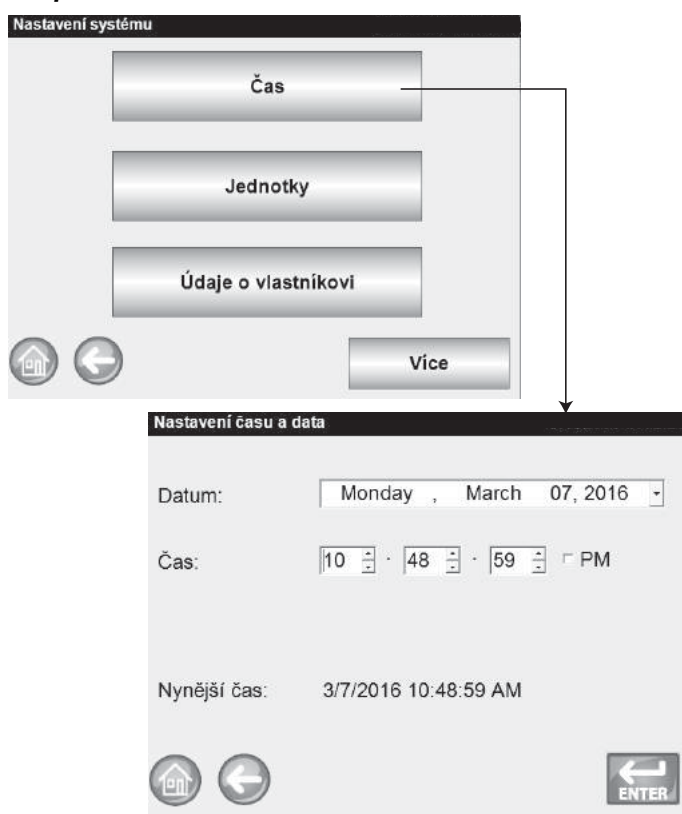 Nastavení systému
Čas
Jednotky
Údaje o vlastníkovi
Více
Nastavení času a data
Datum: Monday , March 07, 2016
Čas: 10 · 48 · 59 PM
Nynější čas: 3/7/2016 10:48:59 AM
ENTER